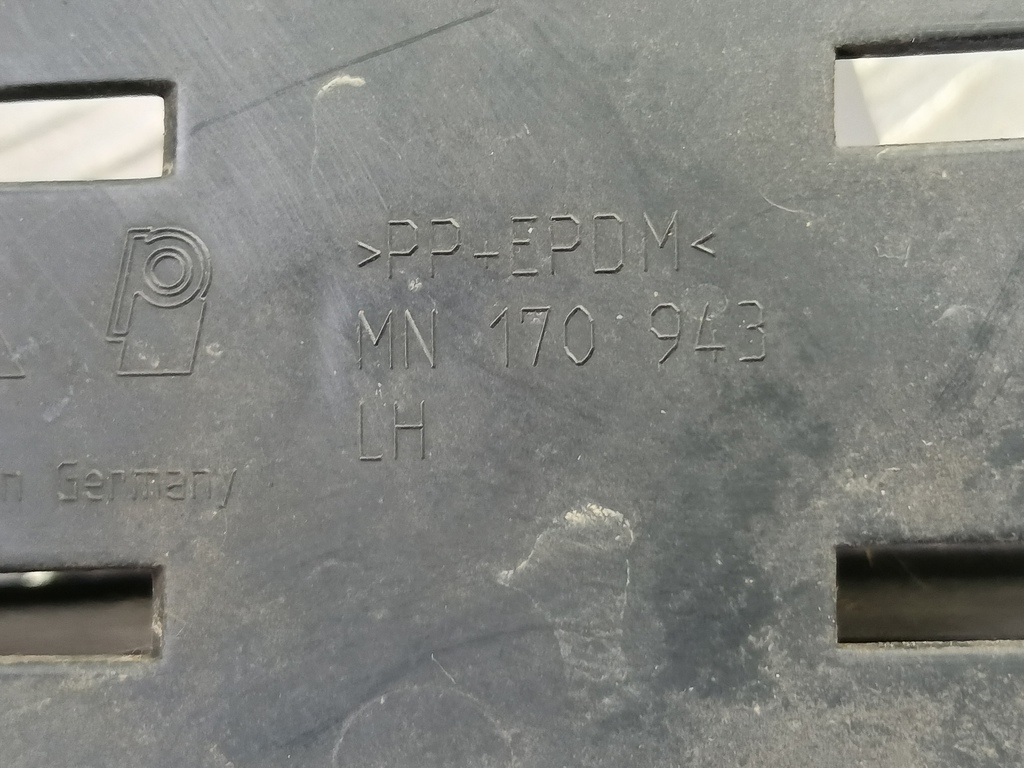 >PP-EPDM<
MN 170 943
LH
n Germany